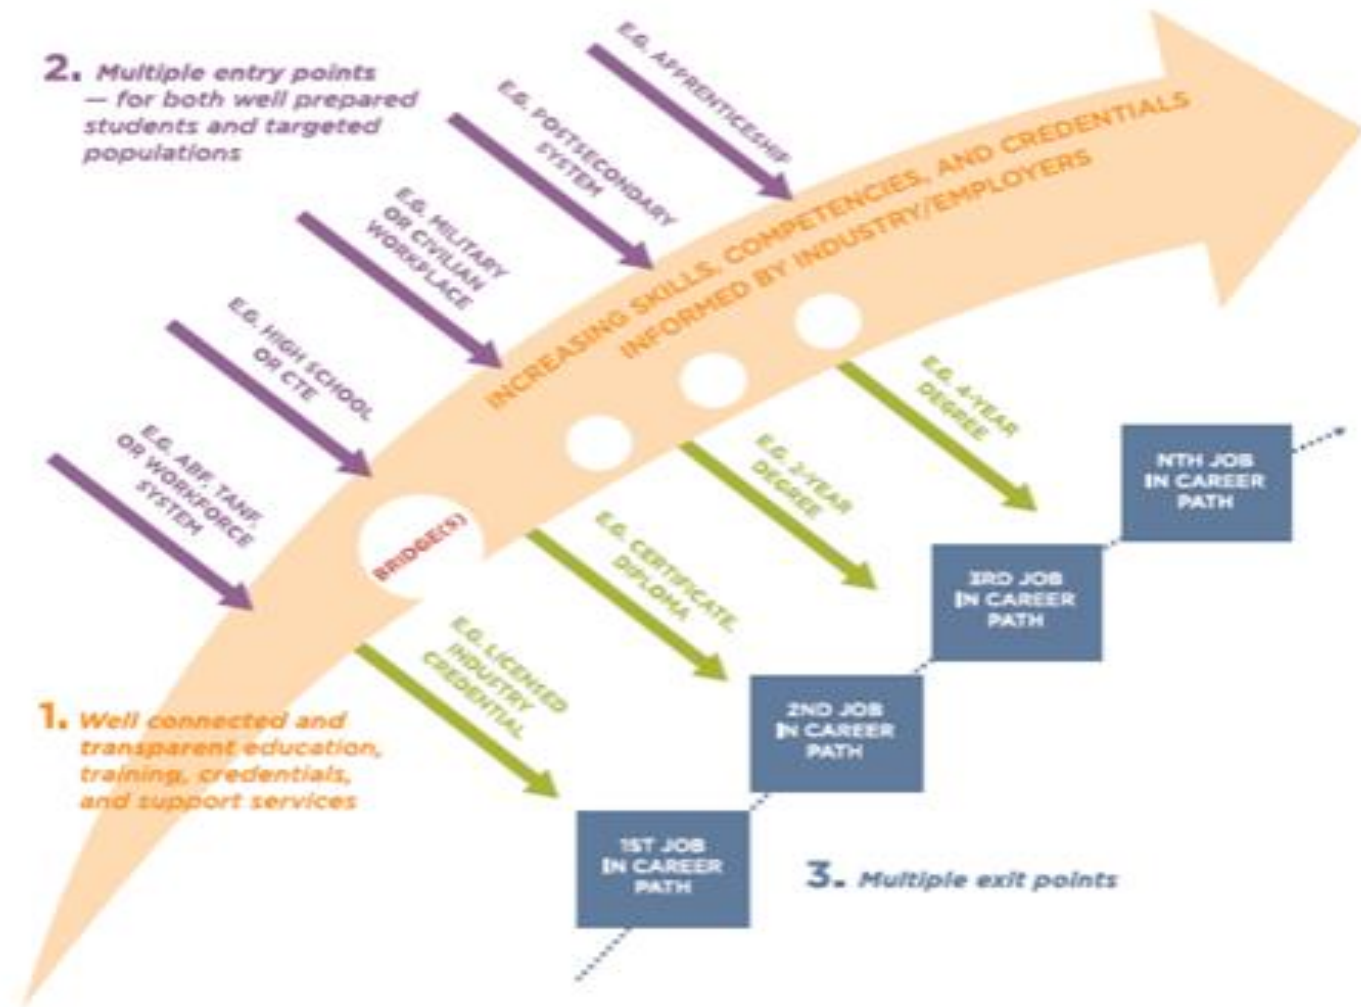 2. Multiple entry points
— for both well prepared
students and targeted
populations
E.G. APPRENTICESHIP
E.G. POSTSECONDARY
SYSTEM
E.G. MILITARY
OR CIVILIAN
WORKPLACE
E.G. HIGH SCHOOL
OR CTE
E.G. ABE, TANF,
OR WORKFORCE
SYSTEM
INCREASING SKILLS, COMPETENCIES, AND CREDENTIALS
INFORMED BY INDUSTRY/EMPLOYERS
BRIDGE(S)
E.G. 4-YEAR
DEGREE
E.G. 2-YEAR
DEGREE
E.G. CERTIFICATE,
DIPLOMA
E.G. LICENSED
INDUSTRY
CREDENTIAL
NTH JOB
IN CAREER
PATH
3RD JOB
IN CAREER
PATH
2ND JOB
IN CAREER
PATH
1ST JOB
IN CAREER
PATH
1. Well connected and
transparent education,
training, credentials,
and support services
3. Multiple exit points